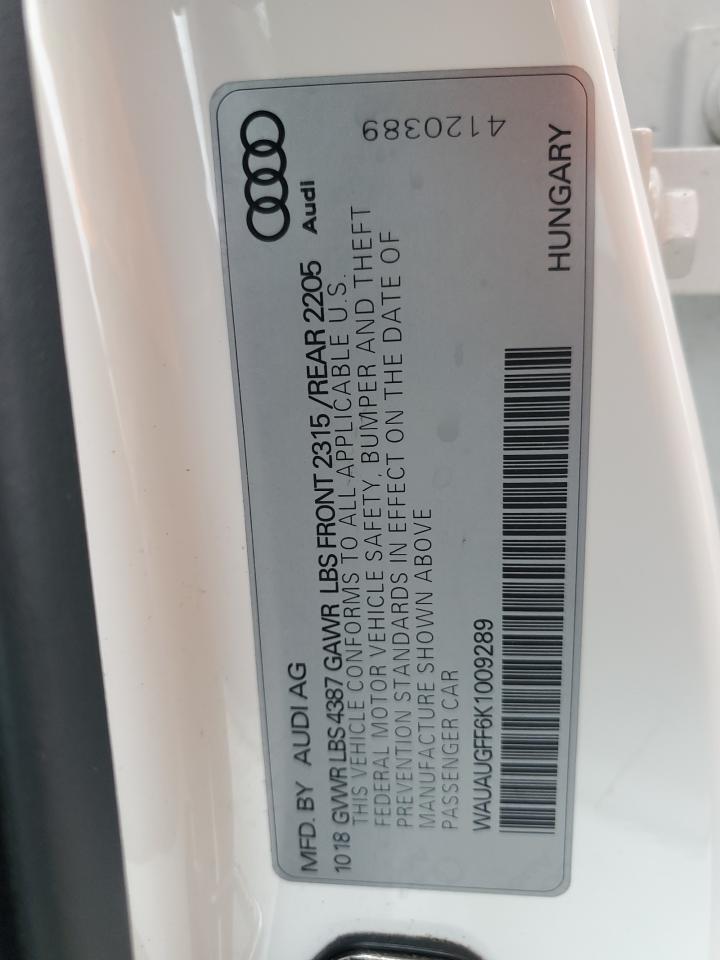 MFD. BY AUDI AG
1018 GVWR LBS 4387 GAWR LBS FRONT 2315 /REAR 2205
THIS VEHICLE CONFORMS TO ALL APPLICABLE U.S.
FEDERAL MOTOR VEHICLE SAFETY, BUMPER AND THEFT
PREVENTION STANDARDS IN EFFECT ON THE DATE OF
MANUFACTURE SHOWN ABOVE
PASSENGER CAR
WAUAUGFF6K1009289
Audi
4120389
HUNGARY